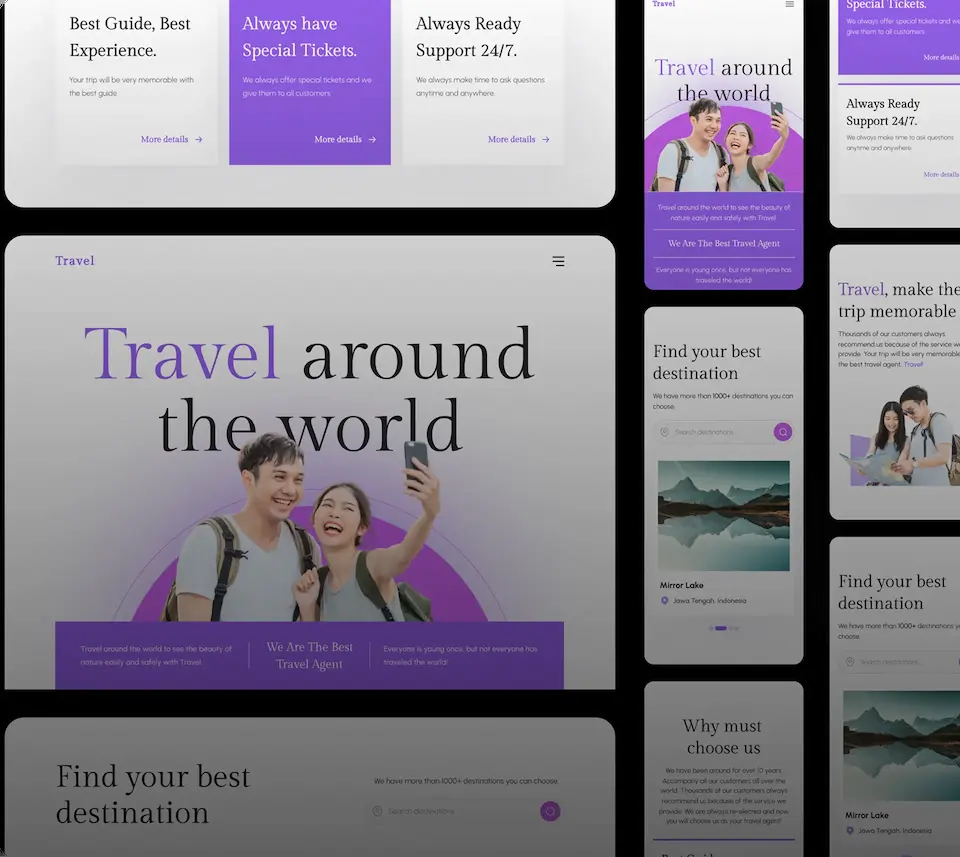 Best Guide, Best
Experience.
Your trip will be very memorable with
the best guide.
More details
Always have
Special Tickets.
We always offer special tickets and we
give them to all customers.
More details
Always Ready
Support 24/7.
We always make time to ask questions
anytime and anywhere.
More details
Travel
Travel around
the world
Travel around the world to see the beauty of
nature easily and safely with Travel
We Are The Best
Travel Agent
Everyone is young once, but not everyone has
traveled the world!
Find your best
destination
We have more than 1000+ destinations you can choose.
Search destinations...
Travel
Travel around
the world
Travel around the world to see the beauty of
nature easily and safely with Travel
We Are The Best Travel Agent
Everyone is young once, but not everyone has
traveled the world!
Find your best
destination
We have more than 1000+ destinations you can
choose.
Search destinations...
Mirror Lake
Jawa Tengah, Indonesia
Why must
choose us
We have been around for over 10 years.
Accompany all our customers all over the
world. Thousands of our customers always
recommend us because of the service we
provide. We are always re-elected and now
you will choose us as your travel agent!
Special Tickets.
We always offer special tickets and we
give them to all customers.
More details
Always Ready
Support 24/7.
We always make time to ask questions
anytime and anywhere.
More details
Travel, make the
trip memorable
Thousands of our customers always
recommend us because of the service we
provide. Your trip will be very memorable
the best travel agent. Travel!
Find your best
destination
We have more than 1000+ destinations
choose.
Search destinations...
Mirror Lake
Jawa Tengah, Indonesia